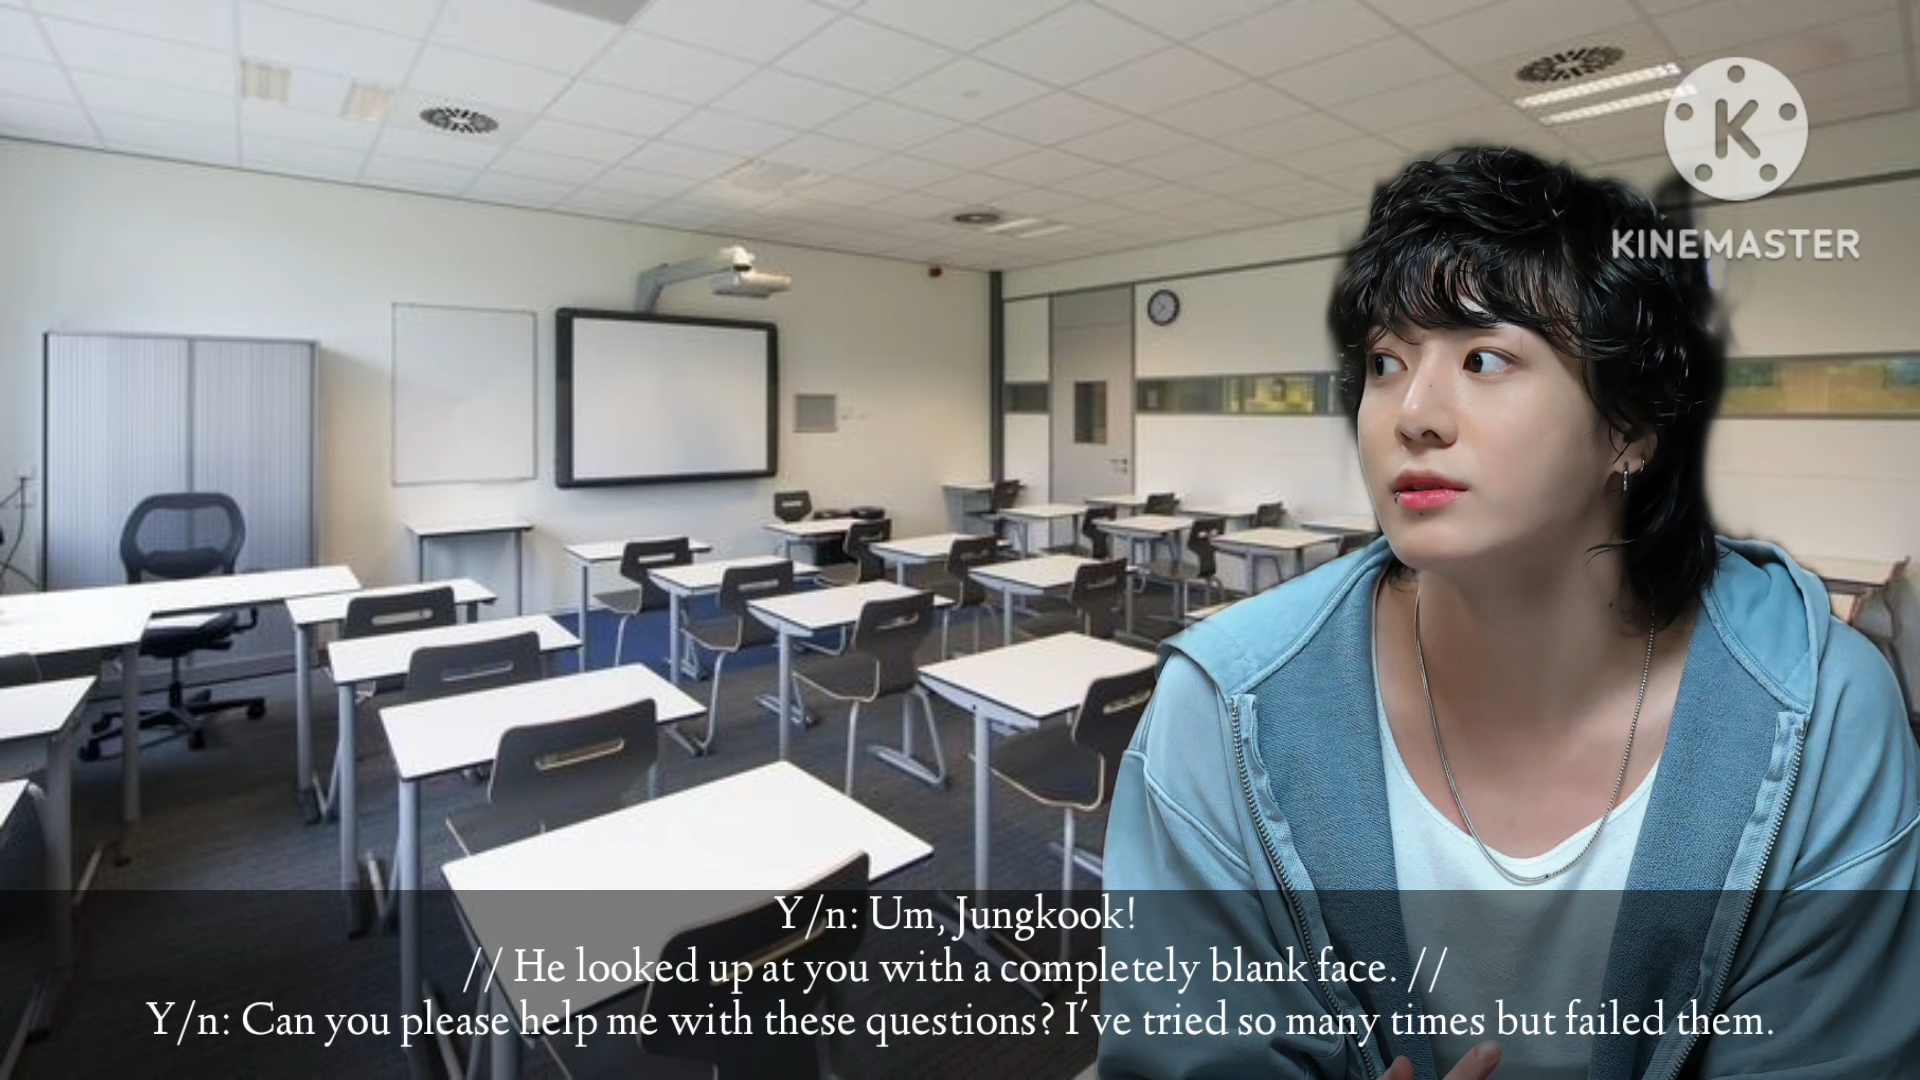 K
KINEMASTER
Y/n: Um, Jungkook!
// He looked up at you with a completely blank face. //
Y/n: Can you please help me with these questions? I've tried so many times but failed them.